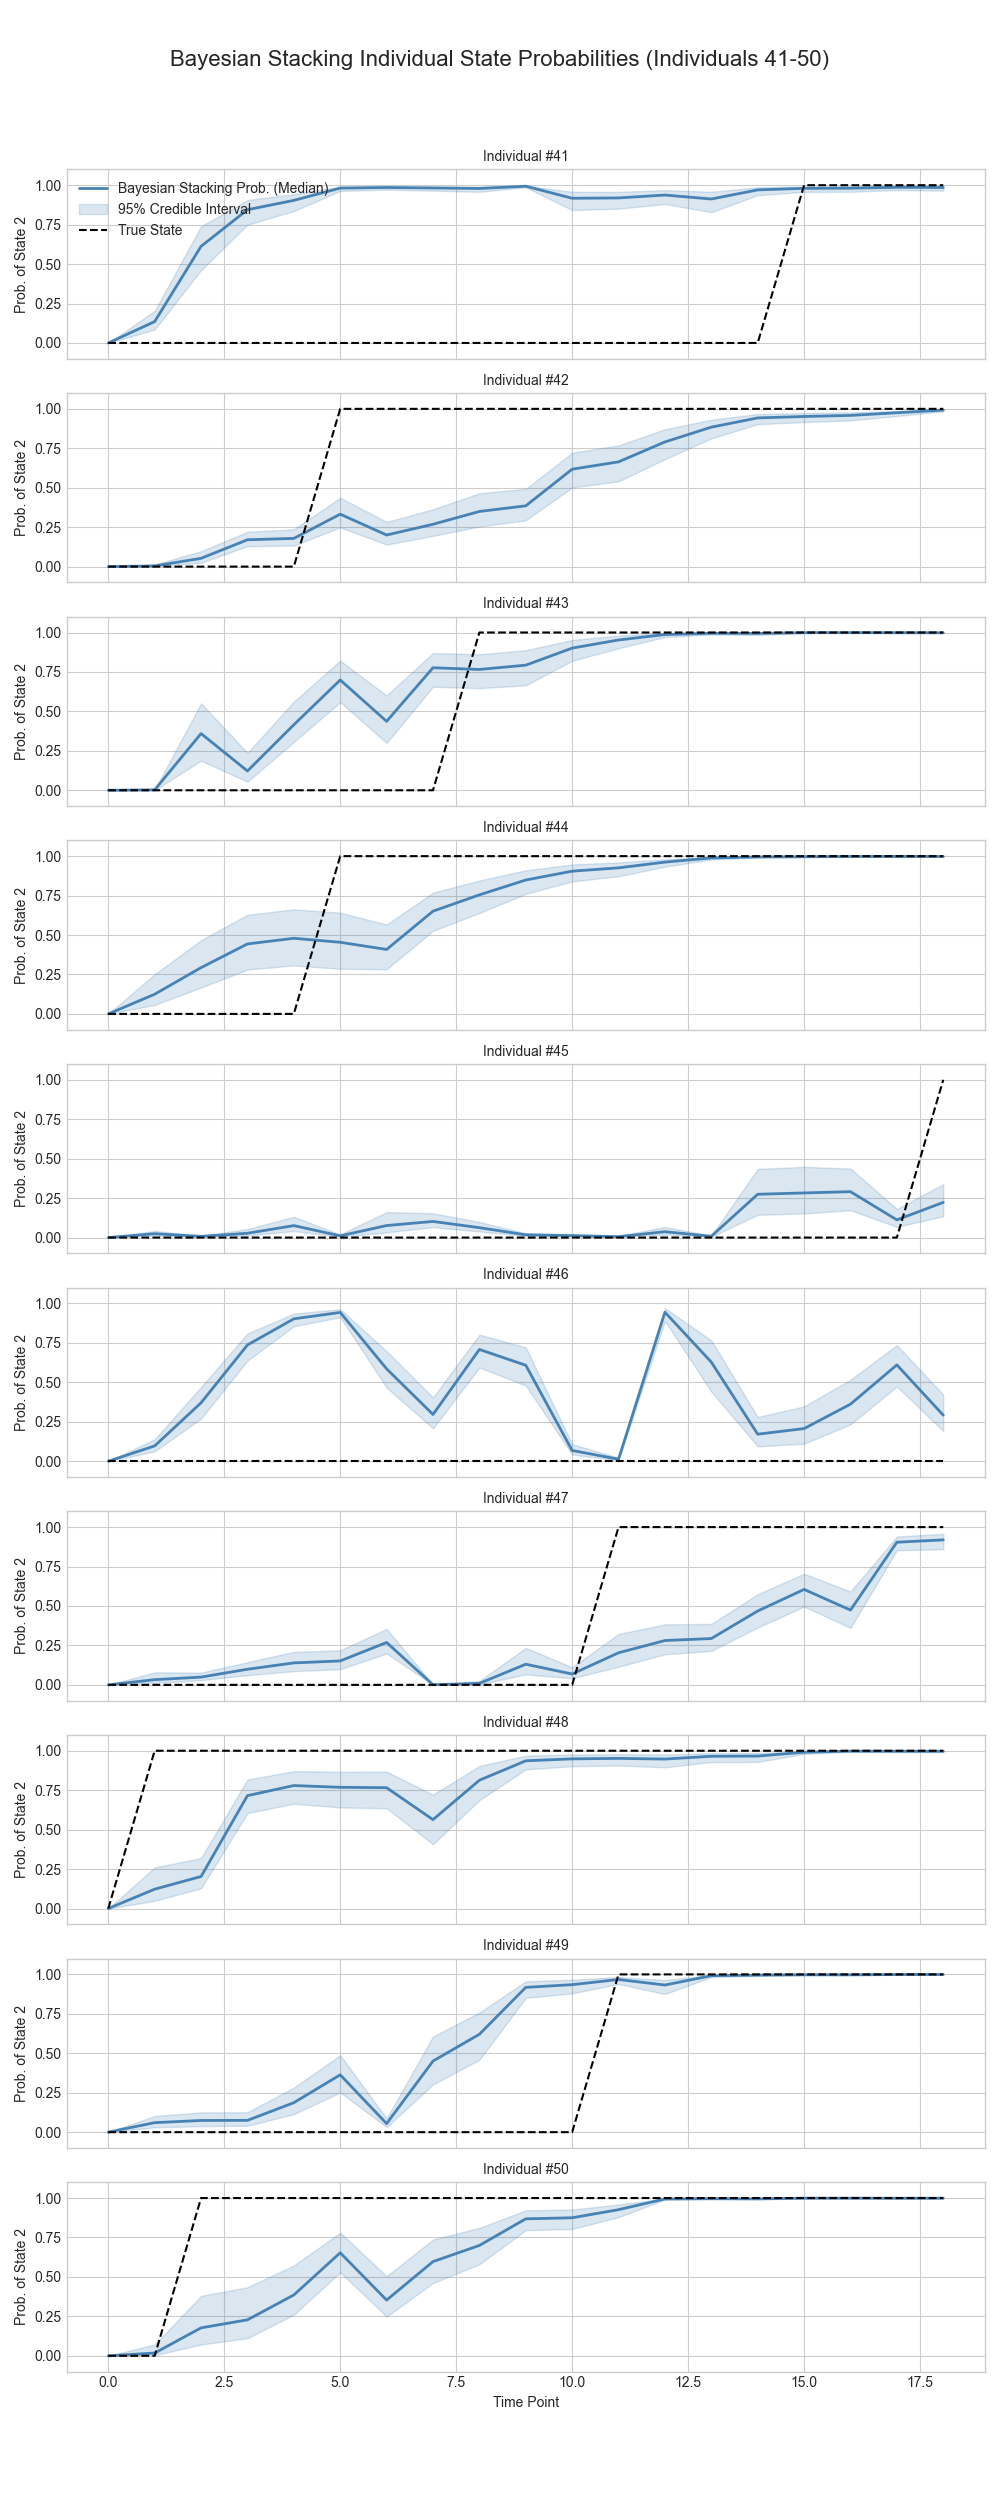 Bayesian Stacking Individual State Probabilities (Individuals 41-50)
Individual #41
Bayesian Stacking Prob. (Median)
95% Credible Interval
True State
Prob. of State 2
1.00
0.75
0.50
0.25
0.00
Individual #42
Prob. of State 2
1.00
0.75
0.50
0.25
0.00
Individual #43
Prob. of State 2
1.00
0.75
0.50
0.25
0.00
Individual #44
Prob. of State 2
1.00
0.75
0.50
0.25
0.00
Individual #45
Prob. of State 2
1.00
0.75
0.50
0.25
0.00
Individual #46
Prob. of State 2
1.00
0.75
0.50
0.25
0.00
Individual #47
Prob. of State 2
1.00
0.75
0.50
0.25
0.00
Individual #48
Prob. of State 2
1.00
0.75
0.50
0.25
0.00
Individual #49
Prob. of State 2
1.00
0.75
0.50
0.25
0.00
Individual #50
Prob. of State 2
1.00
0.75
0.50
0.25
0.00
0.0 2.5 5.0 7.5 10.0 12.5 15.0 17.5
Time Point